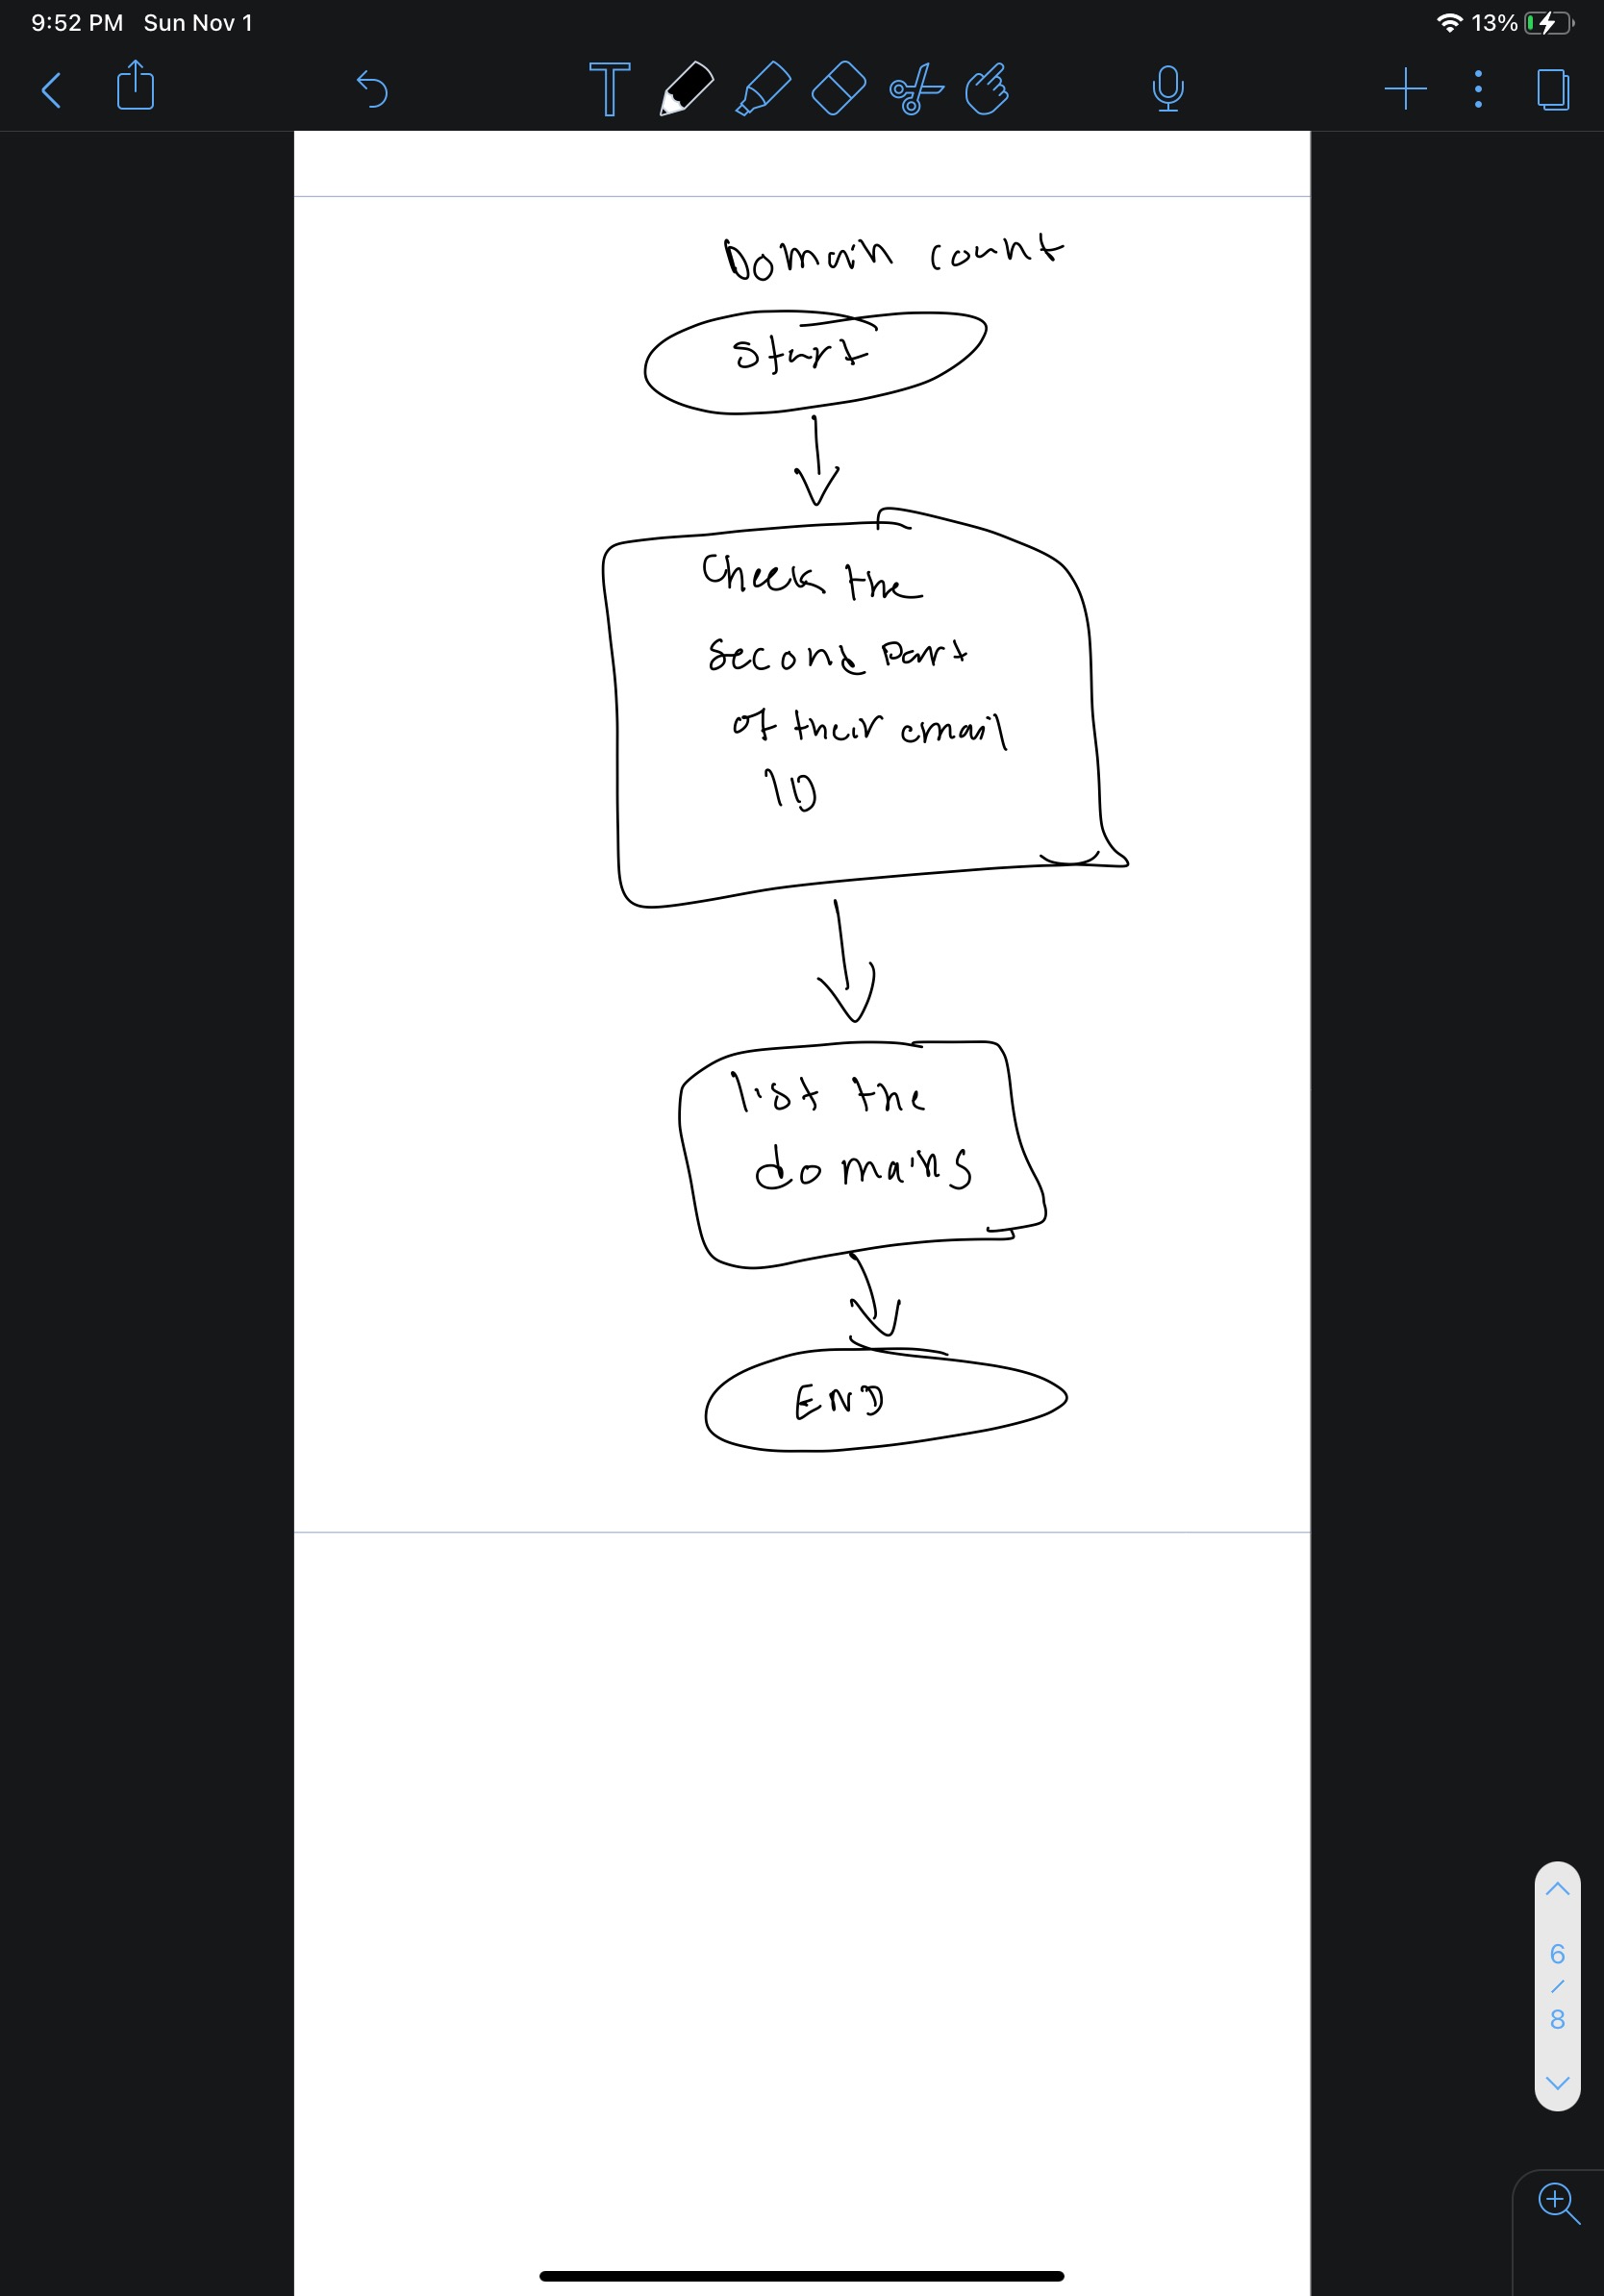 9:52 PM Sun Nov 1
13%
Domain count
Start
Check the
second part
of their email
ID
list the
domains
END
6
/
8